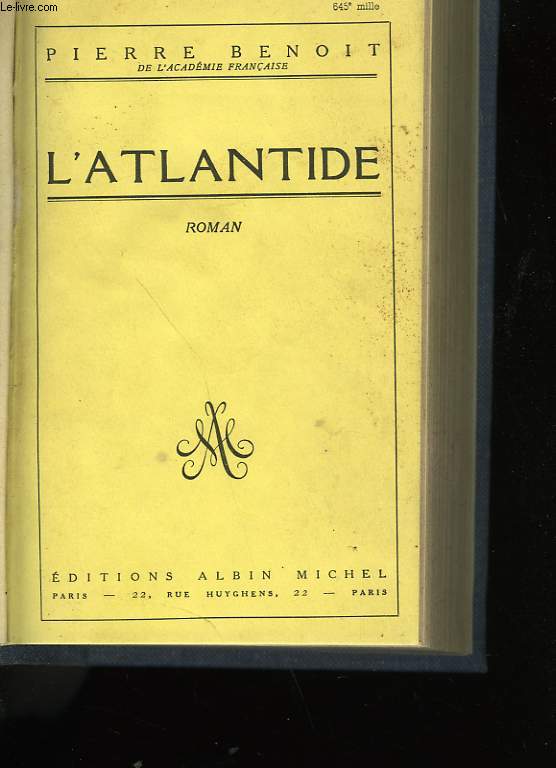 Le-livre.com
645e mille
PIERRE BENOIT
DE L'ACADÉMIE FRANÇAISE
L'ATLANTIDE
ROMAN
ÉDITIONS ALBIN MICHEL
PARIS — 22, RUE HUYGHENS, 22 — PARIS